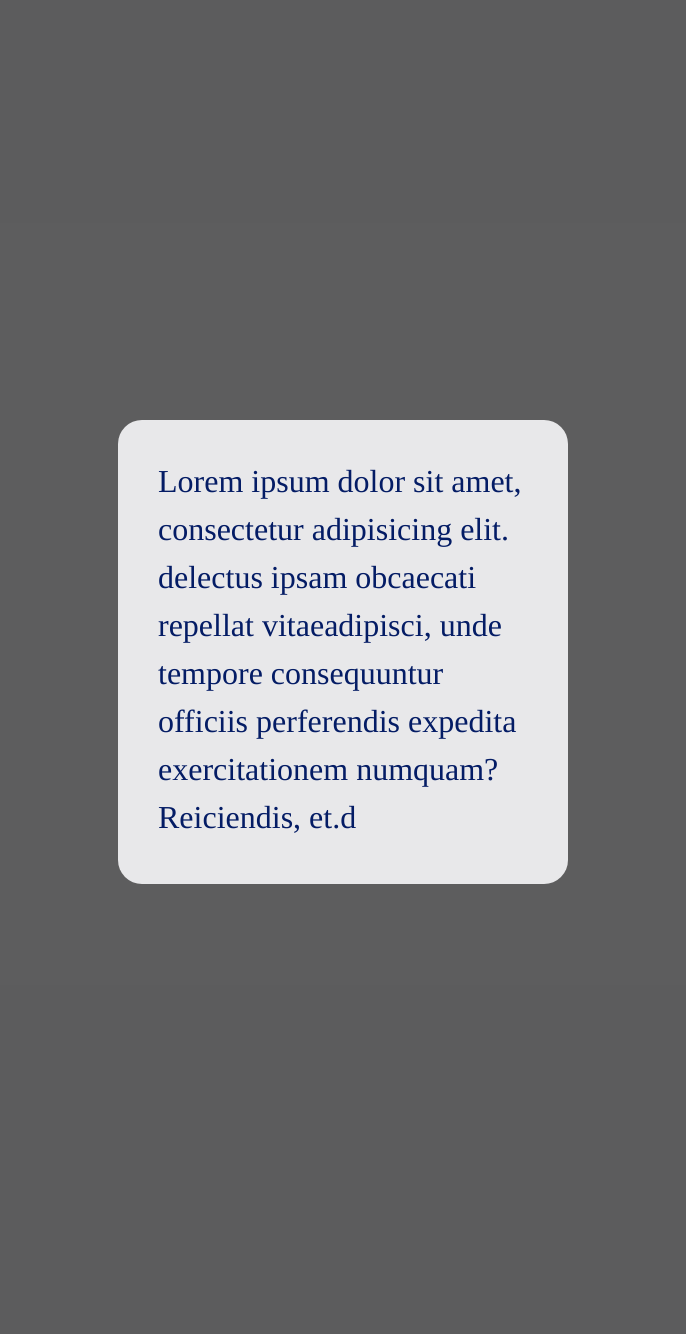 Lorem ipsum dolor sit amet,
consectetur adipisicing elit.
delectus ipsam obcaecati
repellat vitaeadipisci, unde
tempore consequuntur
officiis perferendis expedita
exercitationem numquam?
Reiciendis, et.d